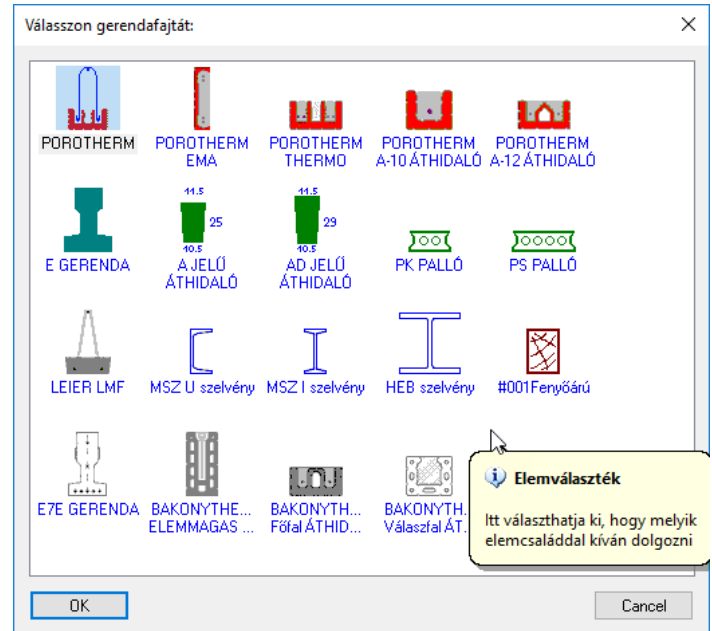 Válasszon gerendafajtát:
POROTHERM
POROTHERM
EMA
POROTHERM
THERMO
POROTHERM
A-10 ÁTHIDALÓ
POROTHERM
A-12 ÁTHIDALÓ
E GERENDA
11.5
25
10.5
A JELŰ
ÁTHIDALÓ
11.5
29
10.5
AD JELŰ
ÁTHIDALÓ
PK PALLÓ
PS PALLÓ
LEIER LMF
MSZ U szelvény
MSZ I szelvény
HEB szelvény
#001Fenyőárú
E7E GERENDA
BAKONYTHE...
ELEMMAGAS ...
BAKONYTH...
Főfal ÁTHID...
BAKONYTH...
Válaszfal ÁT...
Elemválaszték
Itt választhatja ki, hogy melyik
elemcsaláddal kíván dolgozni
OK
Cancel